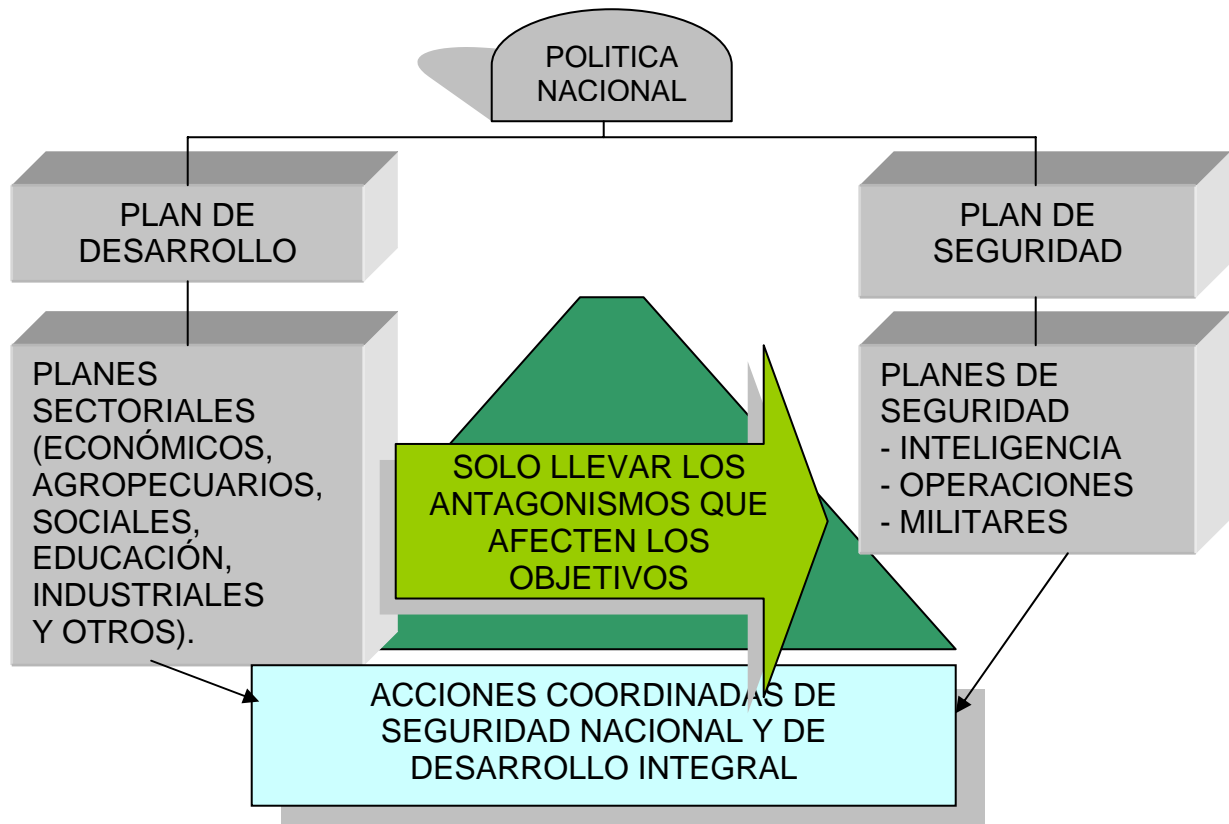 POLITICA
NACIONAL
PLAN DE
DESARROLLO
PLAN DE
SEGURIDAD
PLANES
SECTORIALES
(ECONÓMICOS,
AGROPECUARIOS,
SOCIALES,
EDUCACIÓN,
INDUSTRIALES
Y OTROS).
SOLO LLEVAR LOS
ANTAGONISMOS QUE
AFECTEN LOS
OBJETIVOS
PLANES DE
SEGURIDAD
- INTELIGENCIA
- OPERACIONES
- MILITARES
ACCIONES COORDINADAS DE
SEGURIDAD NACIONAL Y DE
DESARROLLO INTEGRAL